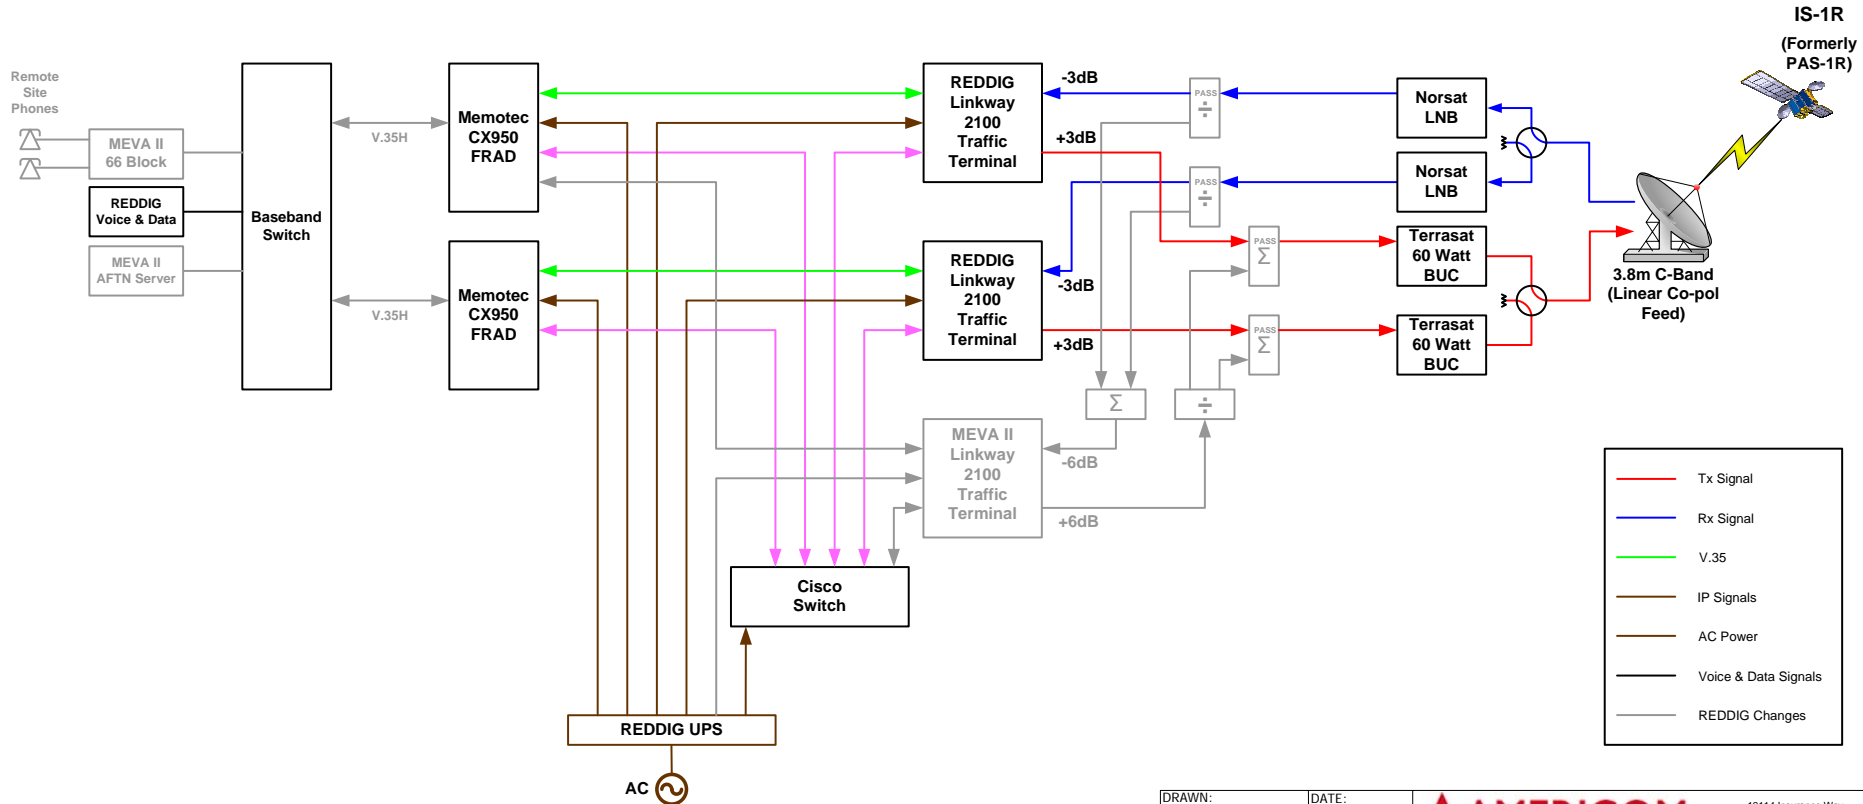 IS-1R
(Formerly
PAS-1R)
Remote
Site
Phones
MEVA II
66 Block
REDDIG
Voice & Data
MEVA II
AFTN Server
Baseband
Switch
V.35H
V.35H
Memotec
CX950
FRAD
Memotec
CX950
FRAD
REDDIG
Linkway
2100
Traffic
Terminal
-3dB
+3dB
REDDIG
Linkway
2100
Traffic
Terminal
-3dB
+3dB
MEVA II
Linkway
2100
Traffic
Terminal
-6dB
+6dB
PASS
÷
PASS
÷
PASS
Σ
PASS
Σ
Σ
÷
Norsat
LNB
Norsat
LNB
Terrasat
60 Watt
BUC
Terrasat
60 Watt
BUC
3.8m C-Band
(Linear Co-pol
Feed)
Cisco
Switch
REDDIG UPS
AC
Tx Signal
Rx Signal
V.35
IP Signals
AC Power
Voice & Data Signals
REDDIG Changes
DRAWN:
DATE:
AMERICOM